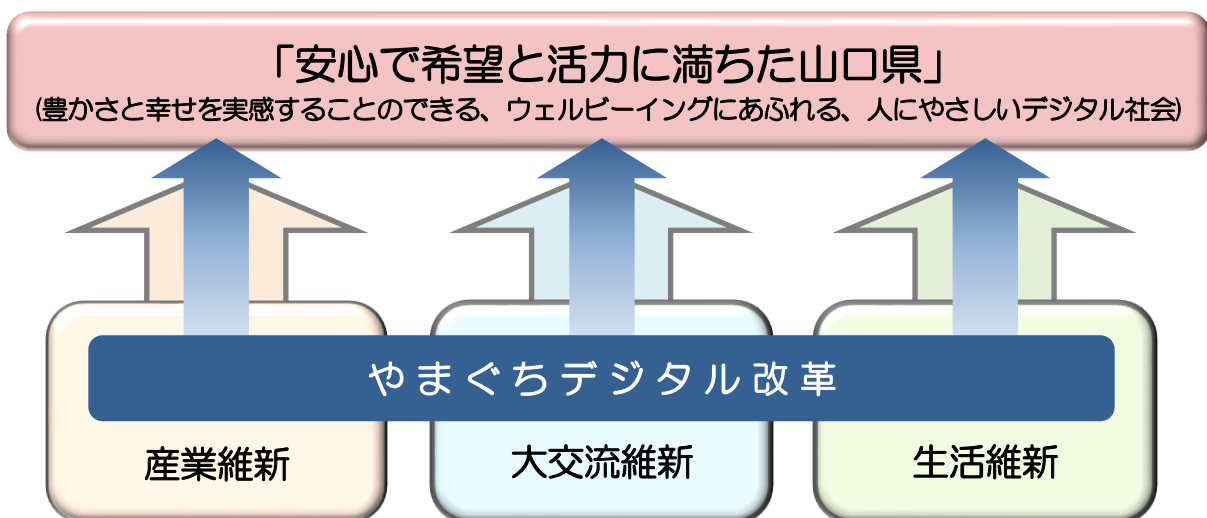 「安心で希望と活力に満ちた山口県」
(豊かさと幸せを実感することのできる、ウェルビーイングにあふれる、人にやさしいデジタル社会)
やまぐちデジタル改革
産業維新
大交流維新
生活維新